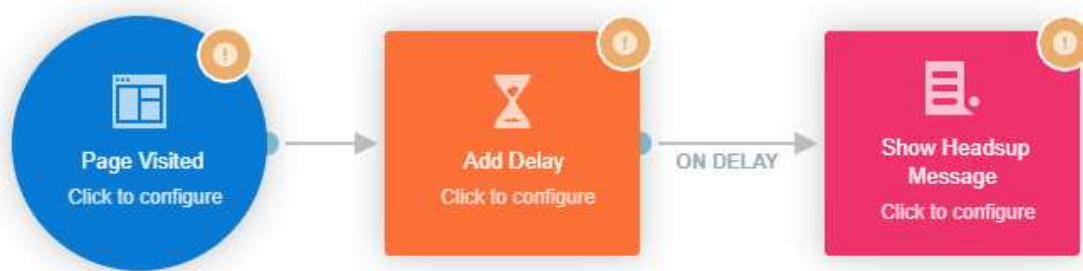 Page Visited
Click to configure
Add Delay
Click to configure
ON DELAY
Show Headsup
Message
Click to configure